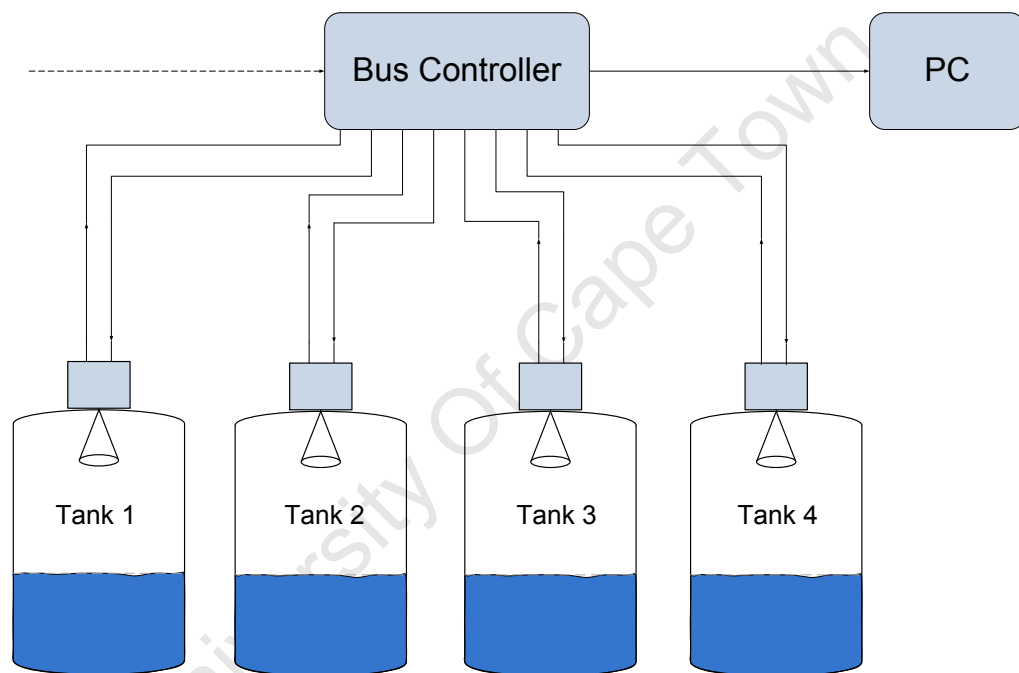 Bus Controller
PC
Tank 1
Tank 2
Tank 3
Tank 4
University Of Cape Town